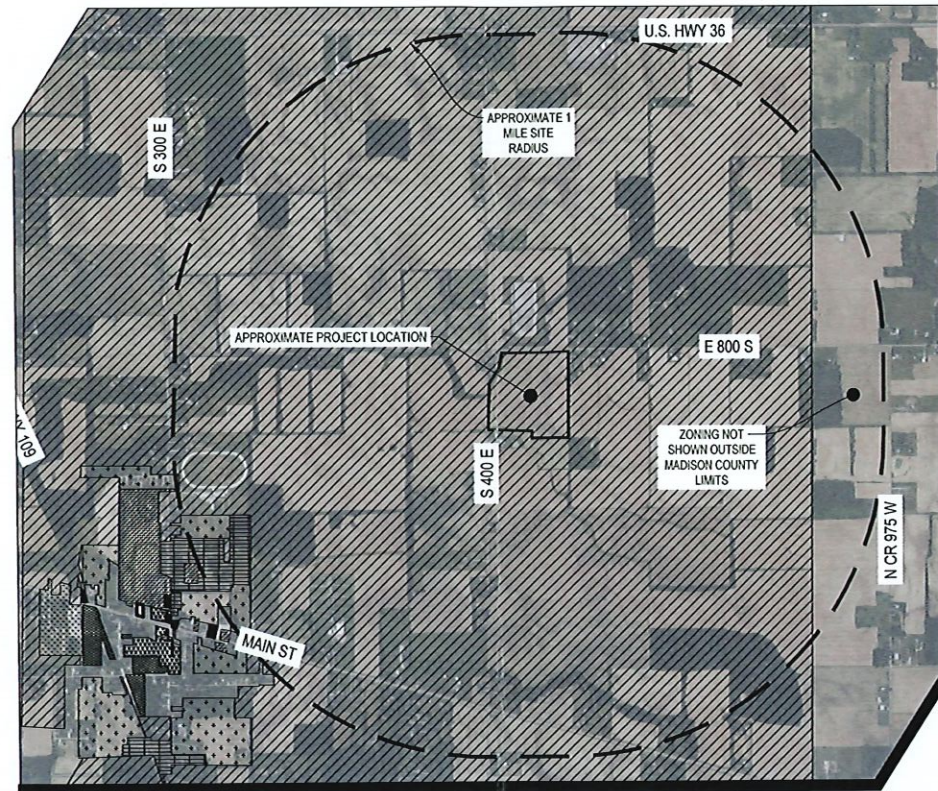 U.S. HWY 36
APPROXIMATE 1
MILE SITE
RADIUS
S 300 E
APPROXIMATE PROJECT LOCATION
E 800 S
109
S 400 E
ZONING NOT
SHOWN OUTSIDE
MADISON COUNTY
LIMITS
N CR 975 W
MAIN ST